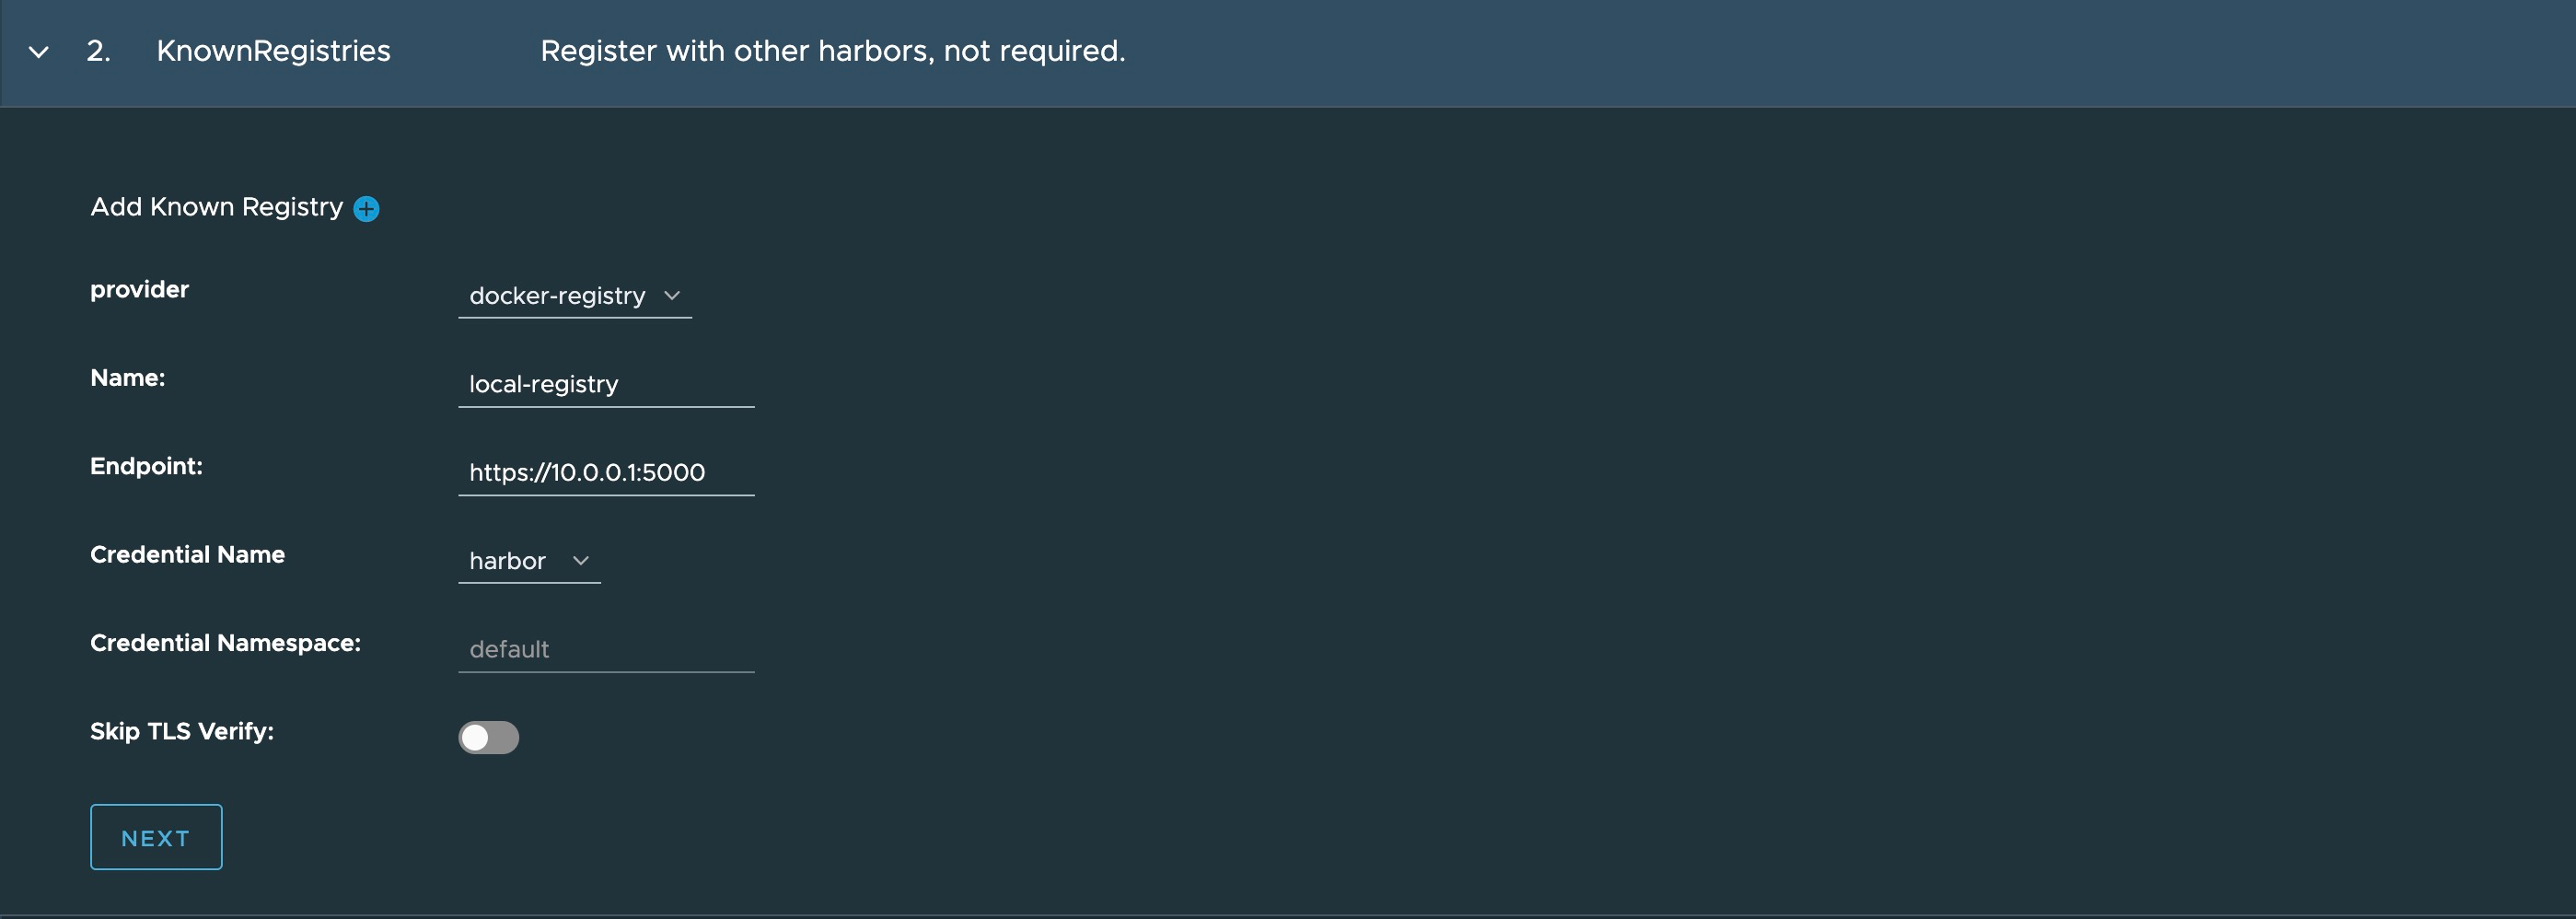 2. KnownRegistries Register with other harbors, not required.
Add Known Registry
provider docker-registry
Name: local-registry
Endpoint: https://10.0.0.1:5000
Credential Name harbor
Credential Namespace: default
Skip TLS Verify:
NEXT